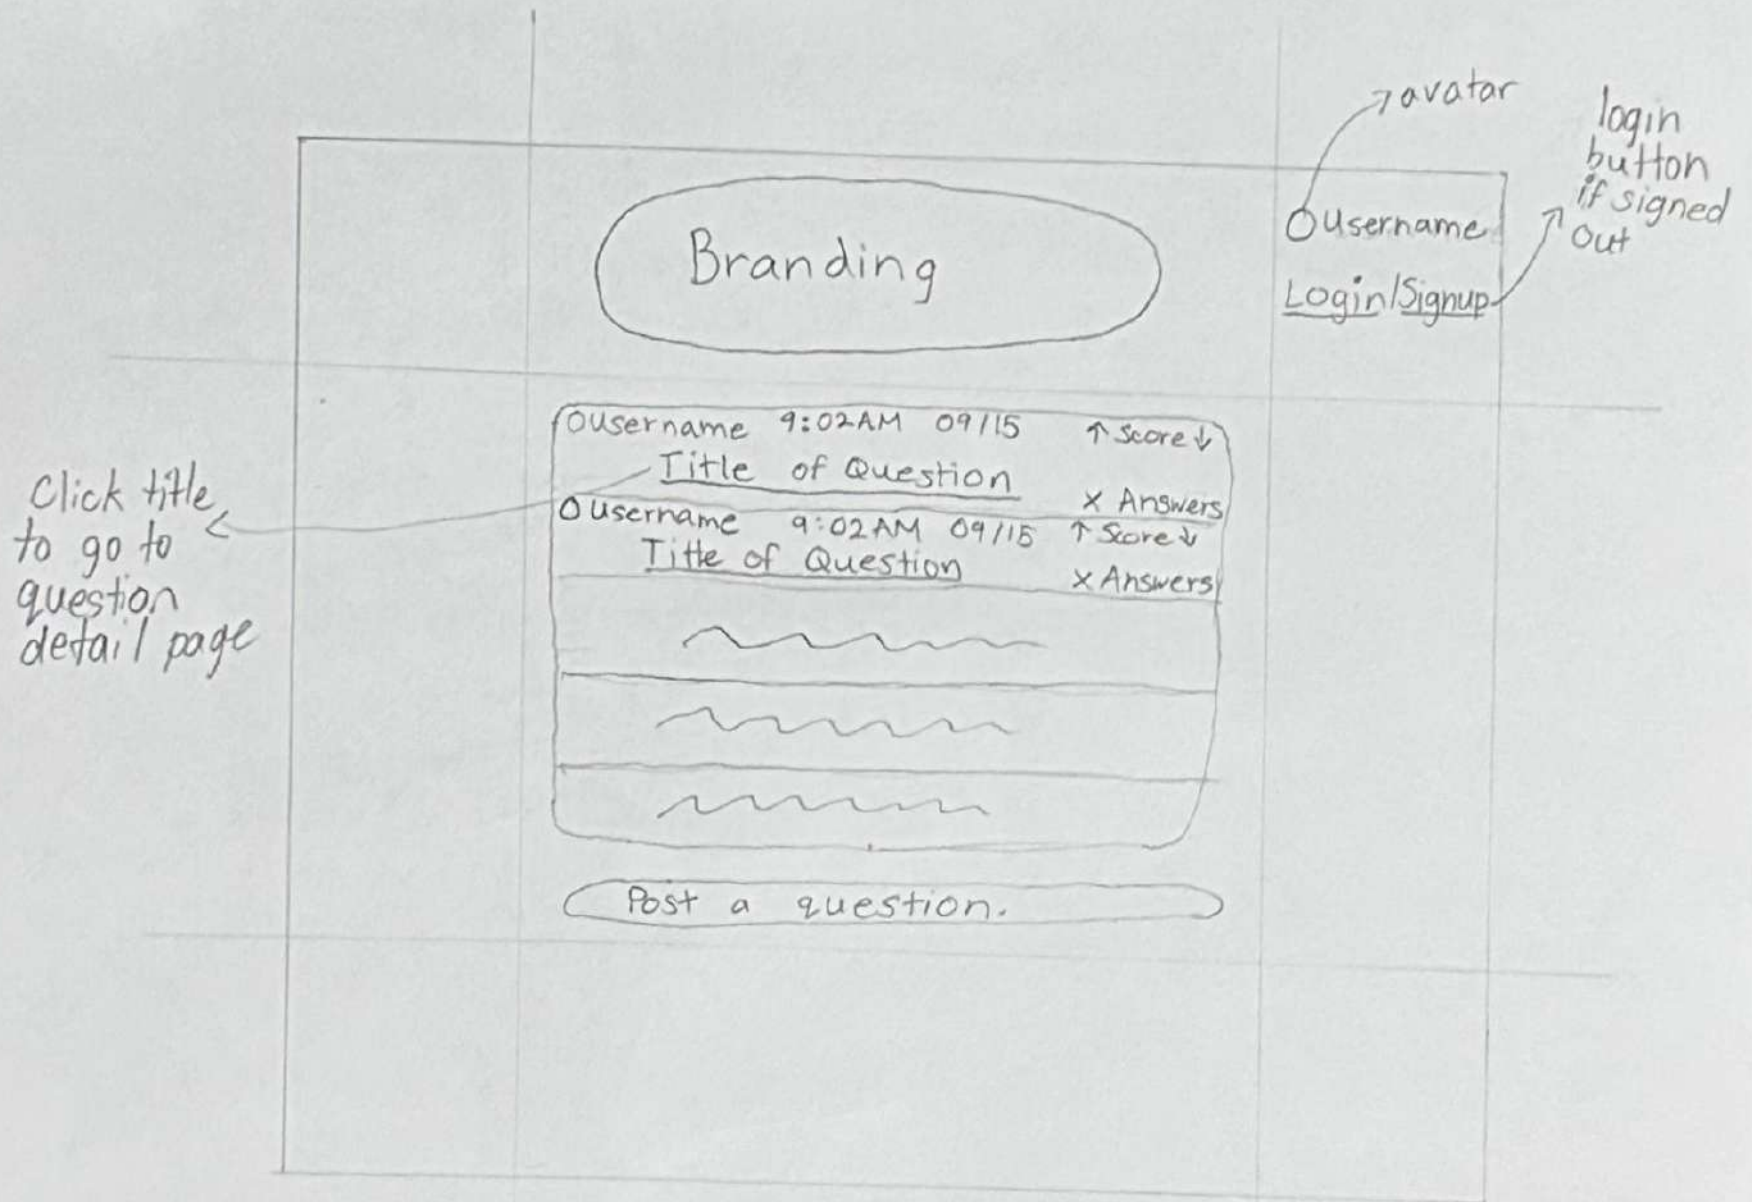 avatar
login
button
if signed
out
Branding
Username
Login/Signup
Username 9:02AM 09/15 ↑ Score ↓
Title of Question
X Answers
Username 9:02AM 09/15 ↑ Score ↓
Title of Question
X Answers
Click title
to go to
question
detail page
Post a question.